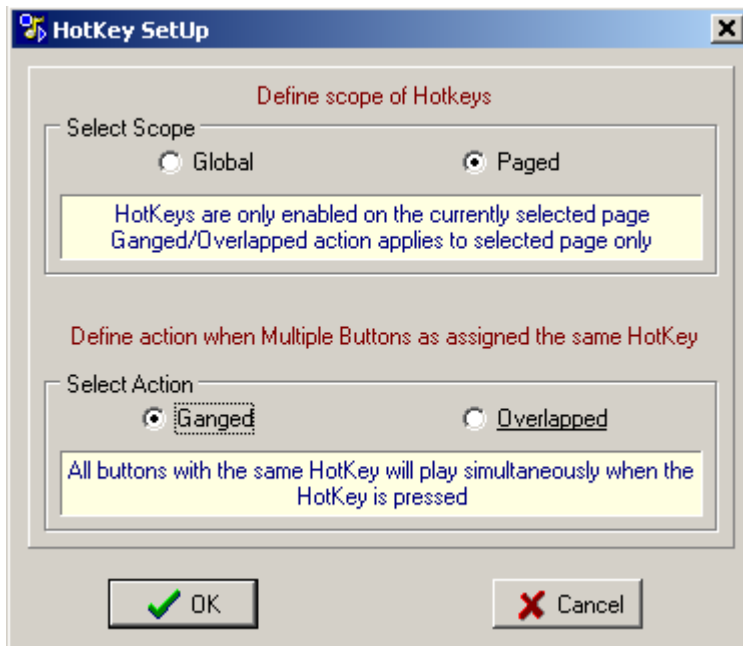 HotKey SetUp
Define scope of Hotkeys
Select Scope
Global
Paged
HotKeys are only enabled on the currently selected page
Ganged/Overlapped action applies to selected page only
Define action when Multiple Buttons as assigned the same HotKey
Select Action
Ganged
Overlapped
All buttons with the same HotKey will play simultaneously when the
HotKey is pressed
OK
Cancel